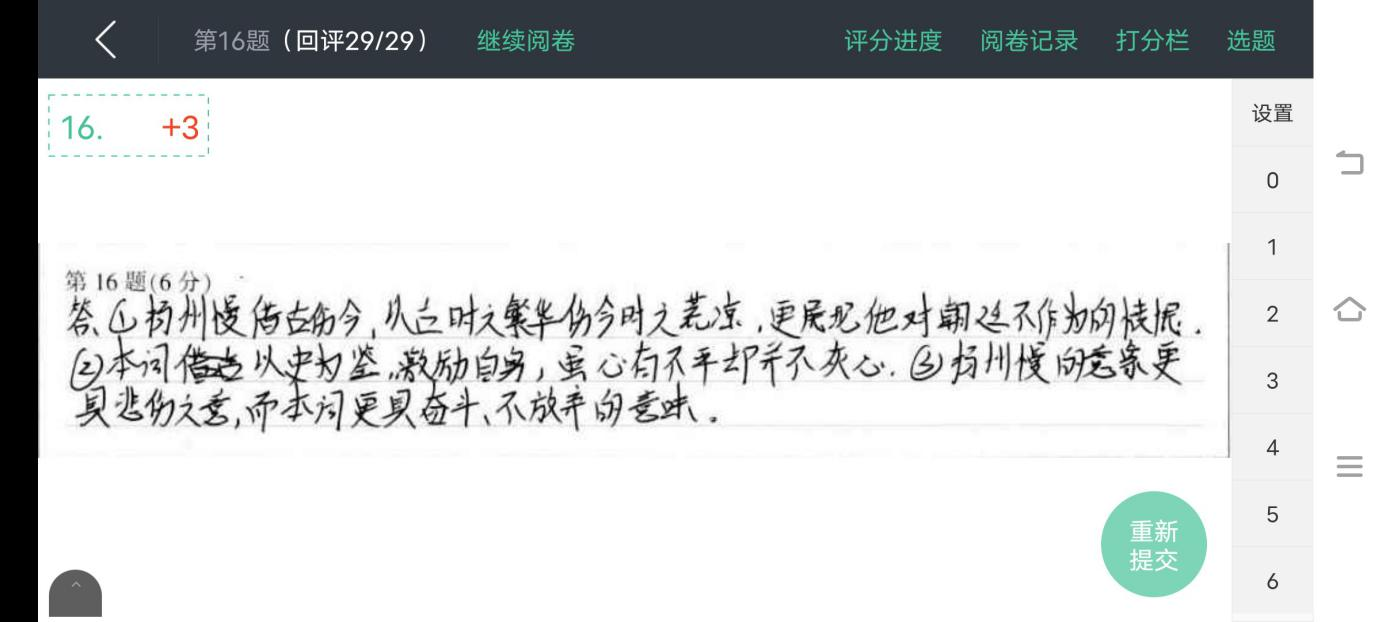 第16题（回评29/29） 继续阅卷 评分进度 阅卷记录 打分栏 选题
16. +3
设置
0
1
2
3
4
5
6
第 16 题(6 分)
答:①扬州慢借古伤今,从古时之繁华伤今时之荒凉,更展现他对朝廷不作为的愤恨.
②本词以史为鉴,激励自身,虽心有不平却并不灰心.③扬州慢的意象更
具悲伤之意,而本词更具奋斗、不放弃的意味.
重新
提交